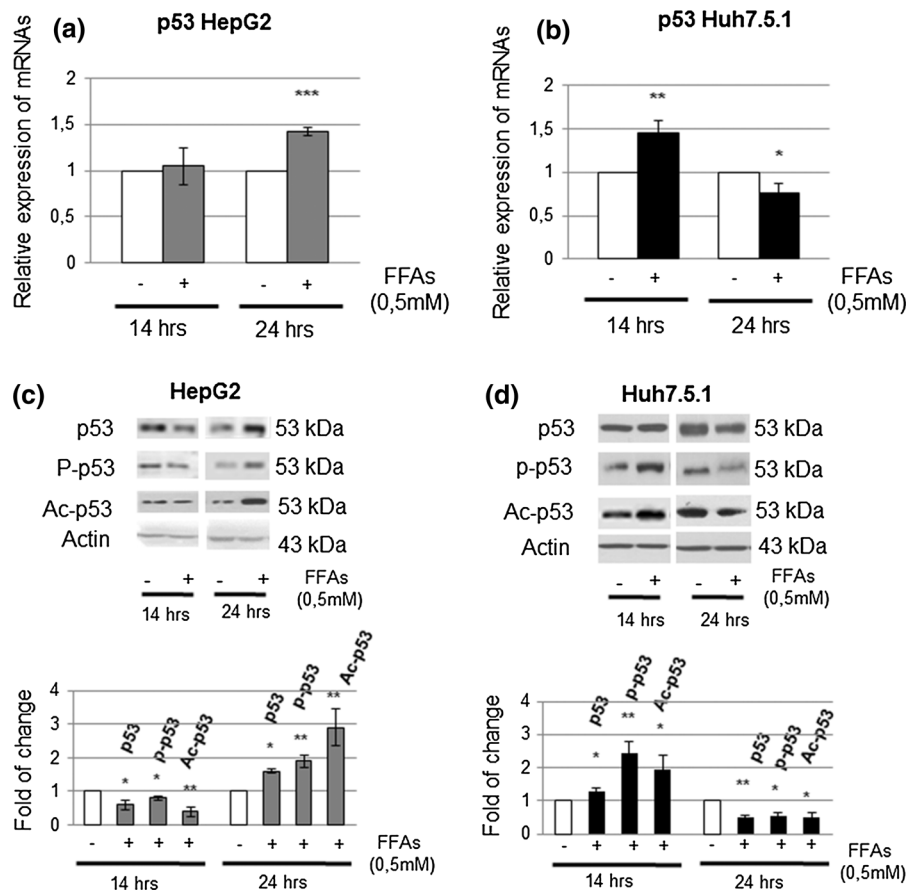 (a)
p53 HepG2
Relative expression of mRNAs
2
1,5
1
0,5
0
***
- + - +
FFAs
(0,5mM)
14 hrs 24 hrs
(b)
p53 Huh7.5.1
Relative expression of mRNAs
2
1,5
1
0,5
0
**
*
- + - +
FFAs
(0,5mM)
14 hrs 24 hrs
(c)
HepG2
p53 53 kDa
P-p53 53 kDa
Ac-p53 53 kDa
Actin 43 kDa
- + - +
FFAs
(0,5mM)
14 hrs 24 hrs
Fold of change
4
3
2
1
0
p53 p-p53 Ac-p53 p53 p-p53 Ac-p53
* * ** * ** **
- + + + - + + +
FFAs
(0,5mM)
14 hrs 24 hrs
(d)
Huh7.5.1
p53 53 kDa
p-p53 53 kDa
Ac-p53 53 kDa
Actin 43 kDa
- + - +
FFAs
(0,5mM)
14 hrs 24 hrs
Fold of change
4
3
2
1
0
p53 p-p53 Ac-p53 p53 p-p53 Ac-p53
* ** * ** * *
- + + + - + + +
FFAs
(0,5mM)
14 hrs 24 hrs